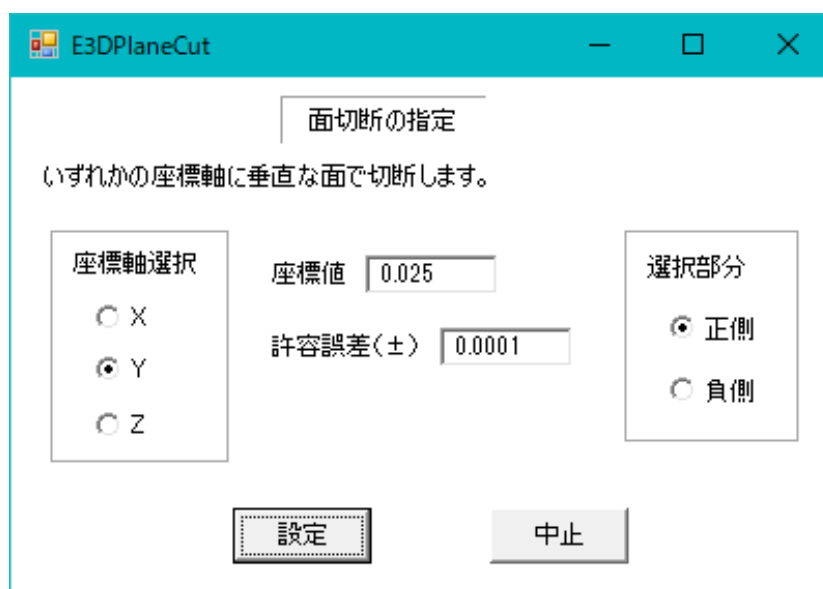 E3DPlaneCut
面切断の指定
いずれかの座標軸に垂直な面で切断します。
座標軸選択
X
Y
Z
座標値 0.025
許容誤差(±) 0.0001
選択部分
正側
負側
設定
中止